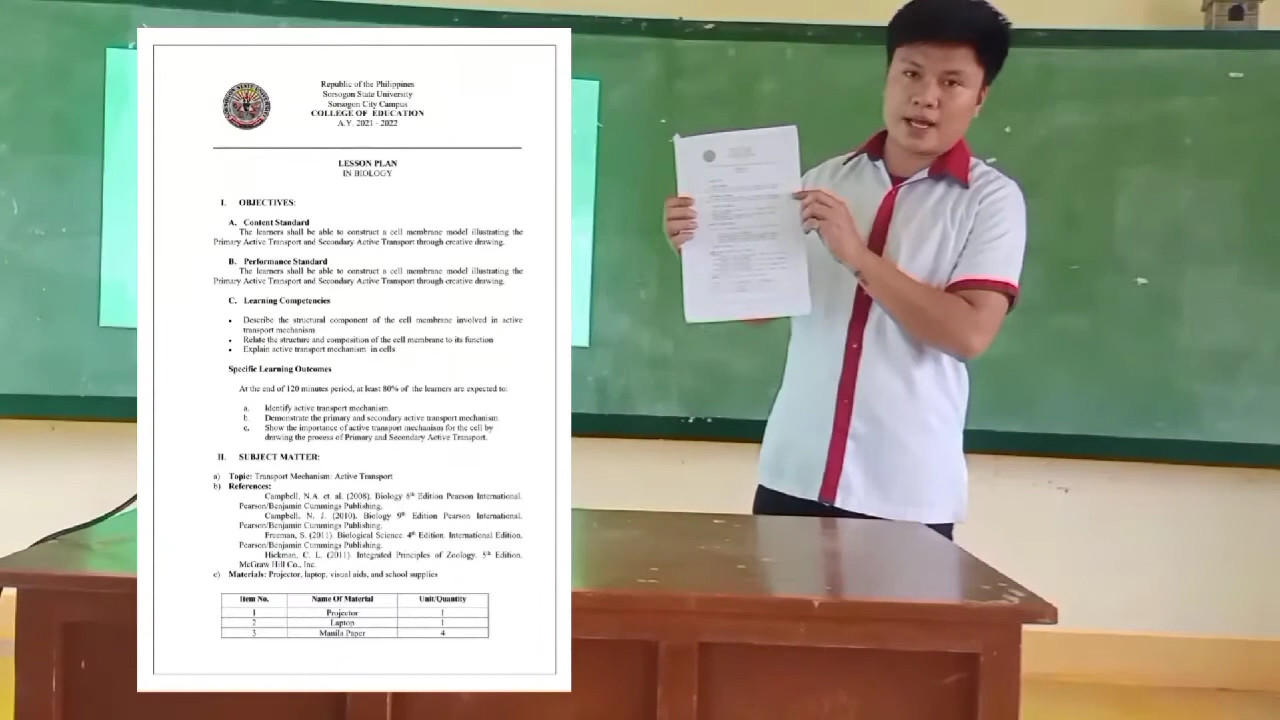 Republic of the Philippines
Sorsogon State University
Sorsogon City Campus
COLLEGE OF EDUCATION
A.Y. 2021 - 2022
LESSON PLAN
IN BIOLOGY
I. OBJECTIVES:
A. Content Standard
The learners shall be able to construct a cell membrane model illustrating the
Primary Active Transport and Secondary Active Transport through creative drawing.
B. Performance Standard
The learners shall be able to construct a cell membrane model illustrating the
Primary Active Transport and Secondary Active Transport through creative drawing.
C. Learning Competencies
• Describe the structural component of the cell membrane involved in active
transport mechanism
• Relate the structure and composition of the cell membrane to its function
• Explain active transport mechanism in cells
Specific Learning Outcomes
At the end of 120 minutes period, at least 80% of the learners are expected to:
a. Identify active transport mechanism.
b. Demonstrate the primary and secondary active transport mechanism.
c. Show the importance of active transport mechanism for the cell by
drawing the process of Primary and Secondary Active Transport.
II. SUBJECT MATTER:
a) Topic: Transport Mechanism: Active Transport
b) References:
Campbell, N.A. et. al. (2008). Biology 8th Edition Pearson International.
Pearson/Benjamin Cummings Publishing.
Campbell, N. J. (2010). Biology 9th Edition Pearson International.
Pearson/Benjamin Cummings Publishing.
Freeman, S. (2011). Biological Science. 4th Edition. International Edition.
Pearson/Benjamin Cummings Publishing.
Hickman, C. L. (2011). Integrated Principles of Zoology. 5th Edition.
McGraw Hill Co., Inc.
c) Materials: Projector, laptop, visual aids, and school supplies
Item No. Name Of Material Unit/Quantity
1 Projector 1
2 Laptop 1
3 Manila Paper 4